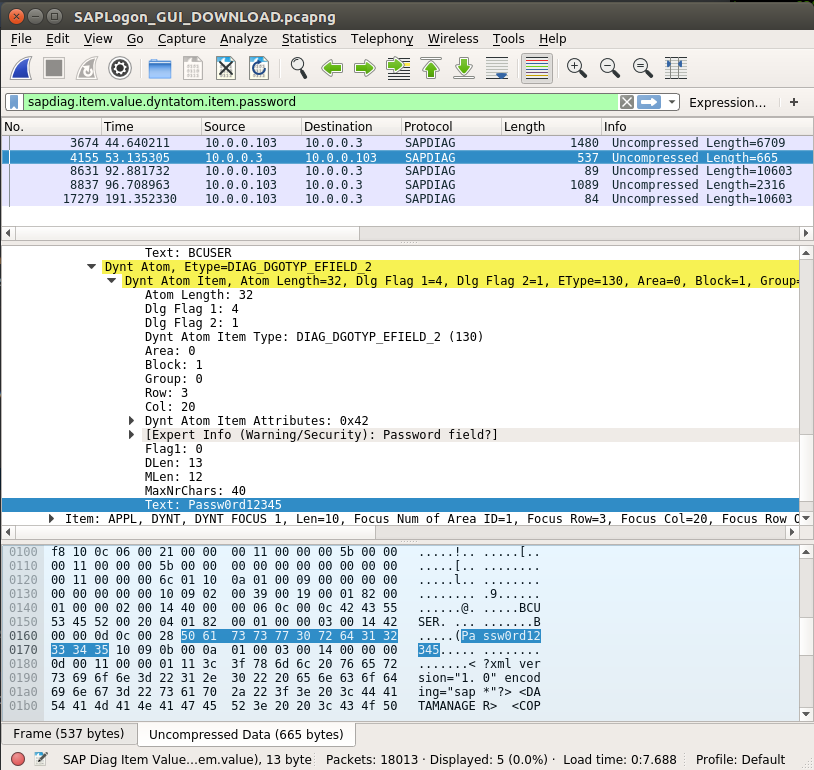 SAPLogon_GUI_DOWNLOAD.pcapng
File Edit View Go Capture Analyze Statistics Telephony Wireless Tools Help
sapdiag.item.value.dyntatom.item.password Expression... +
No. Time Source Destination Protocol Length Info
3674 44.640211 10.0.0.103 10.0.0.3 SAPDIAG 1480 Uncompressed Length=6709
4155 53.135305 10.0.0.3 10.0.0.103 SAPDIAG 537 Uncompressed Length=665
8631 92.881732 10.0.0.103 10.0.0.3 SAPDIAG 89 Uncompressed Length=10603
8837 96.708963 10.0.0.103 10.0.0.3 SAPDIAG 1089 Uncompressed Length=2316
17279 191.352330 10.0.0.103 10.0.0.3 SAPDIAG 84 Uncompressed Length=10603
Text: BCUSER
Dynt Atom, Etype=DIAG_DGOTYP_EFIELD_2
Dynt Atom Item, Atom Length=32, Dlg Flag 1=4, Dlg Flag 2=1, EType=130, Area=0, Block=1, Group=
Atom Length: 32
Dlg Flag 1: 4
Dlg Flag 2: 1
Dynt Atom Item Type: DIAG_DGOTYP_EFIELD_2 (130)
Area: 0
Block: 1
Group: 0
Row: 3
Col: 20
Dynt Atom Item Attributes: 0x42
[Expert Info (Warning/Security): Password field?]
Flag1: 0
DLen: 13
MLen: 12
MaxNrChars: 40
Text: Passw0rd12345
Item: APPL, DYNT, DYNT FOCUS 1, Len=10, Focus Num of Area ID=1, Focus Row=3, Focus Col=20, Focus Row O
0100 f8 10 0c 06 00 21 00 00 00 11 00 00 00 5b 00 00 .....!.. .....[..
0110 00 11 00 00 00 5b 00 00 00 00 00 00 00 00 00 00 .....[.. ........
0120 00 11 00 00 00 6c 01 10 0a 01 00 09 00 00 00 00 .....l.. ........
0130 00 00 00 00 00 10 09 02 00 39 00 19 00 01 82 00 ........ .9......
0140 01 00 00 02 00 14 40 00 00 06 0c 00 0c 42 43 55 ......@. .....BCU
0150 53 45 52 00 20 04 01 82 00 01 00 00 03 00 14 42 SER. ... .......B
0160 00 00 0d 0c 00 28 50 61 73 73 77 30 72 64 31 32 .....(Pa ssw0rd12
0170 33 34 35 10 09 0b 00 0a 01 00 03 00 14 00 00 00 345..... ........
0180 0d 00 11 00 00 01 11 3c 3f 78 6d 6c 20 76 65 72 .......< ?xml ver
0190 73 69 6f 6e 3d 22 31 2e 30 22 20 65 6e 63 6f 64 sion="1. 0" encod
01a0 69 6e 67 3d 22 73 61 70 2a 22 3f 3e 20 3c 44 41 ing="sap *"?> <DA
01b0 54 41 4d 41 4e 41 47 45 52 3e 20 20 3c 43 4f 50 TAMANAGE R> <COP
Frame (537 bytes) Uncompressed Data (665 bytes)
SAP Diag Item Value...em.value), 13 byte Packets: 18013 · Displayed: 5 (0.0%) · Load time: 0:7.688 Profile: Default